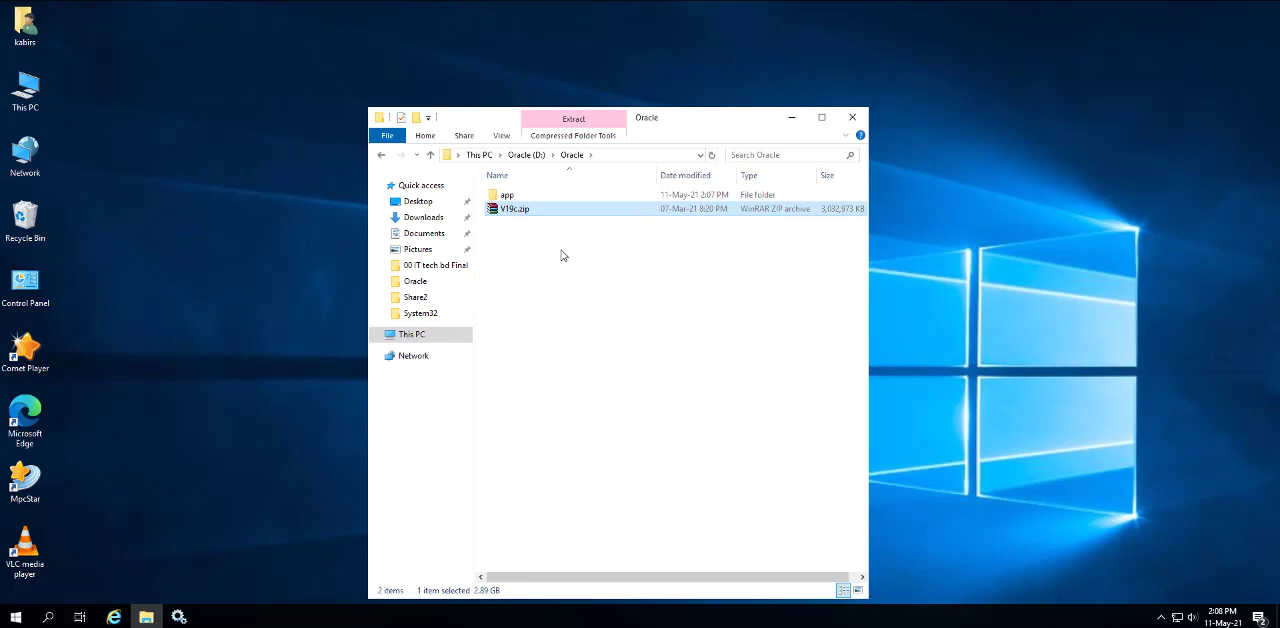 kabirs
This PC
Network
Recycle Bin
Control Panel
Comet Player
Microsoft
Edge
MpcStar
VLC media
player
Extract
Oracle
File
Home
Share
View
Compressed Folder Tools
This PC > Oracle (D:) > Oracle >
Search Oracle
Name
Date modified
Type
Size
app
11-May-21 2:07 PM
File folder
V19c.zip
07-Mar-21 8:20 PM
WinRAR ZIP archive
3,032,973 KB
Quick access
Desktop
Downloads
Documents
Pictures
00 IT tech bd Final
Oracle
Share2
System32
This PC
Network
2 items
1 item selected 2.89 GB
2:08 PM
11-May-21
2